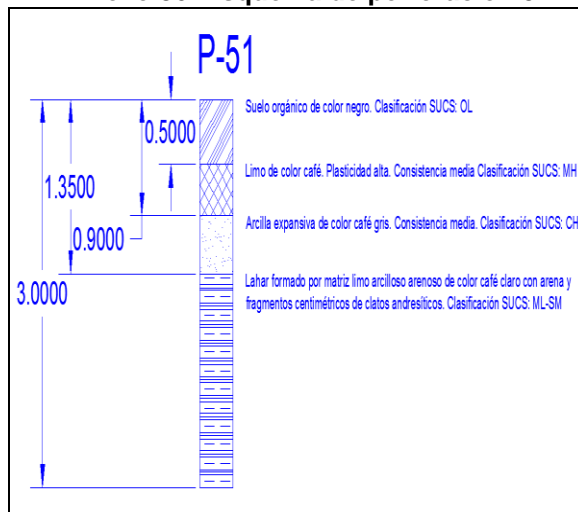 P-51
0.5000
1.3500
0.9000
3.0000
Suelo orgánico de color negro. Clasificación SUCS: OL
Limo de color café. Plasticidad alta. Consistencia media Clasificación SUCS: MH
Arcilla expansiva de color café gris. Consistencia media. Clasificación SUCS: CH
Lahar formado por matriz limo arcilloso arenoso de color café claro con arena y
fragmentos centimétricos de clatos andresíticos. Clasificación SUCS: ML-SM